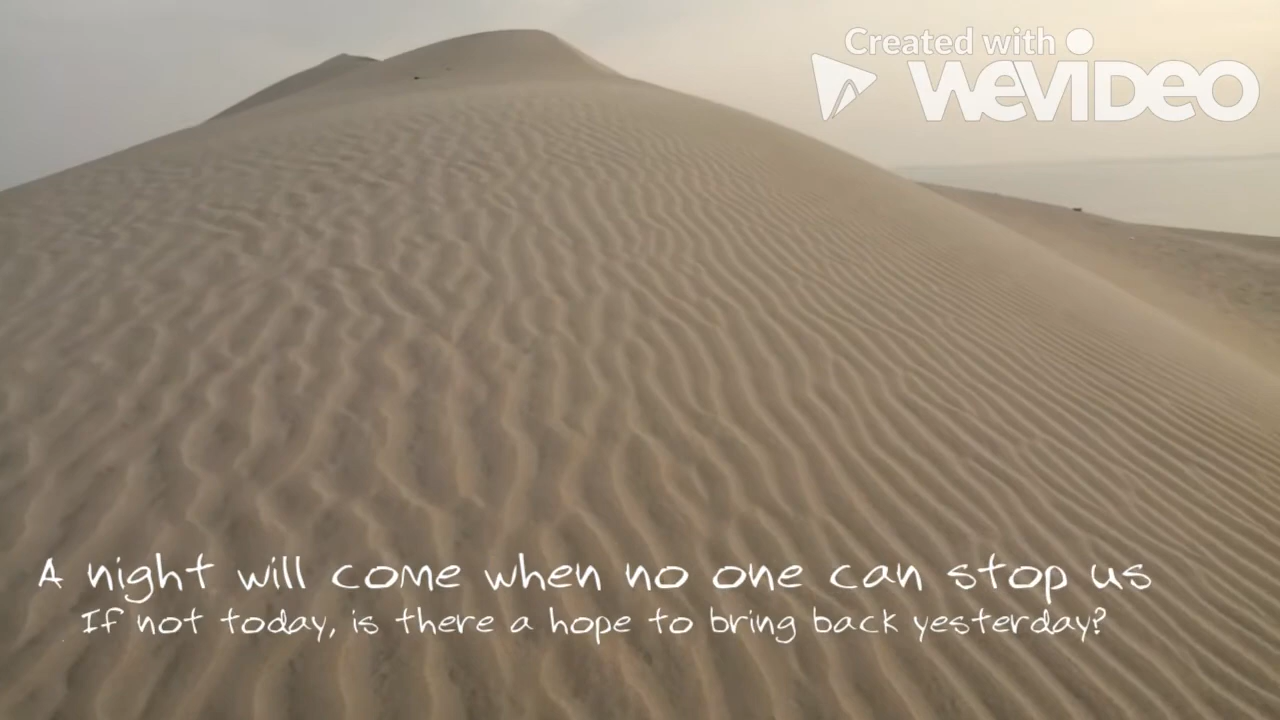 Created with
WEVIDEO
A night will come when no one can stop us
If not today, is there a hope to bring back yesterday?